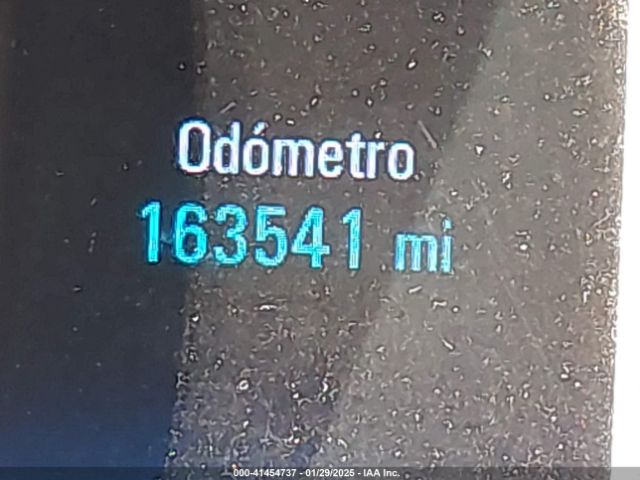 Odómetro
163541 mi
000-41454737 - 01/29/2025 - IAA Inc.